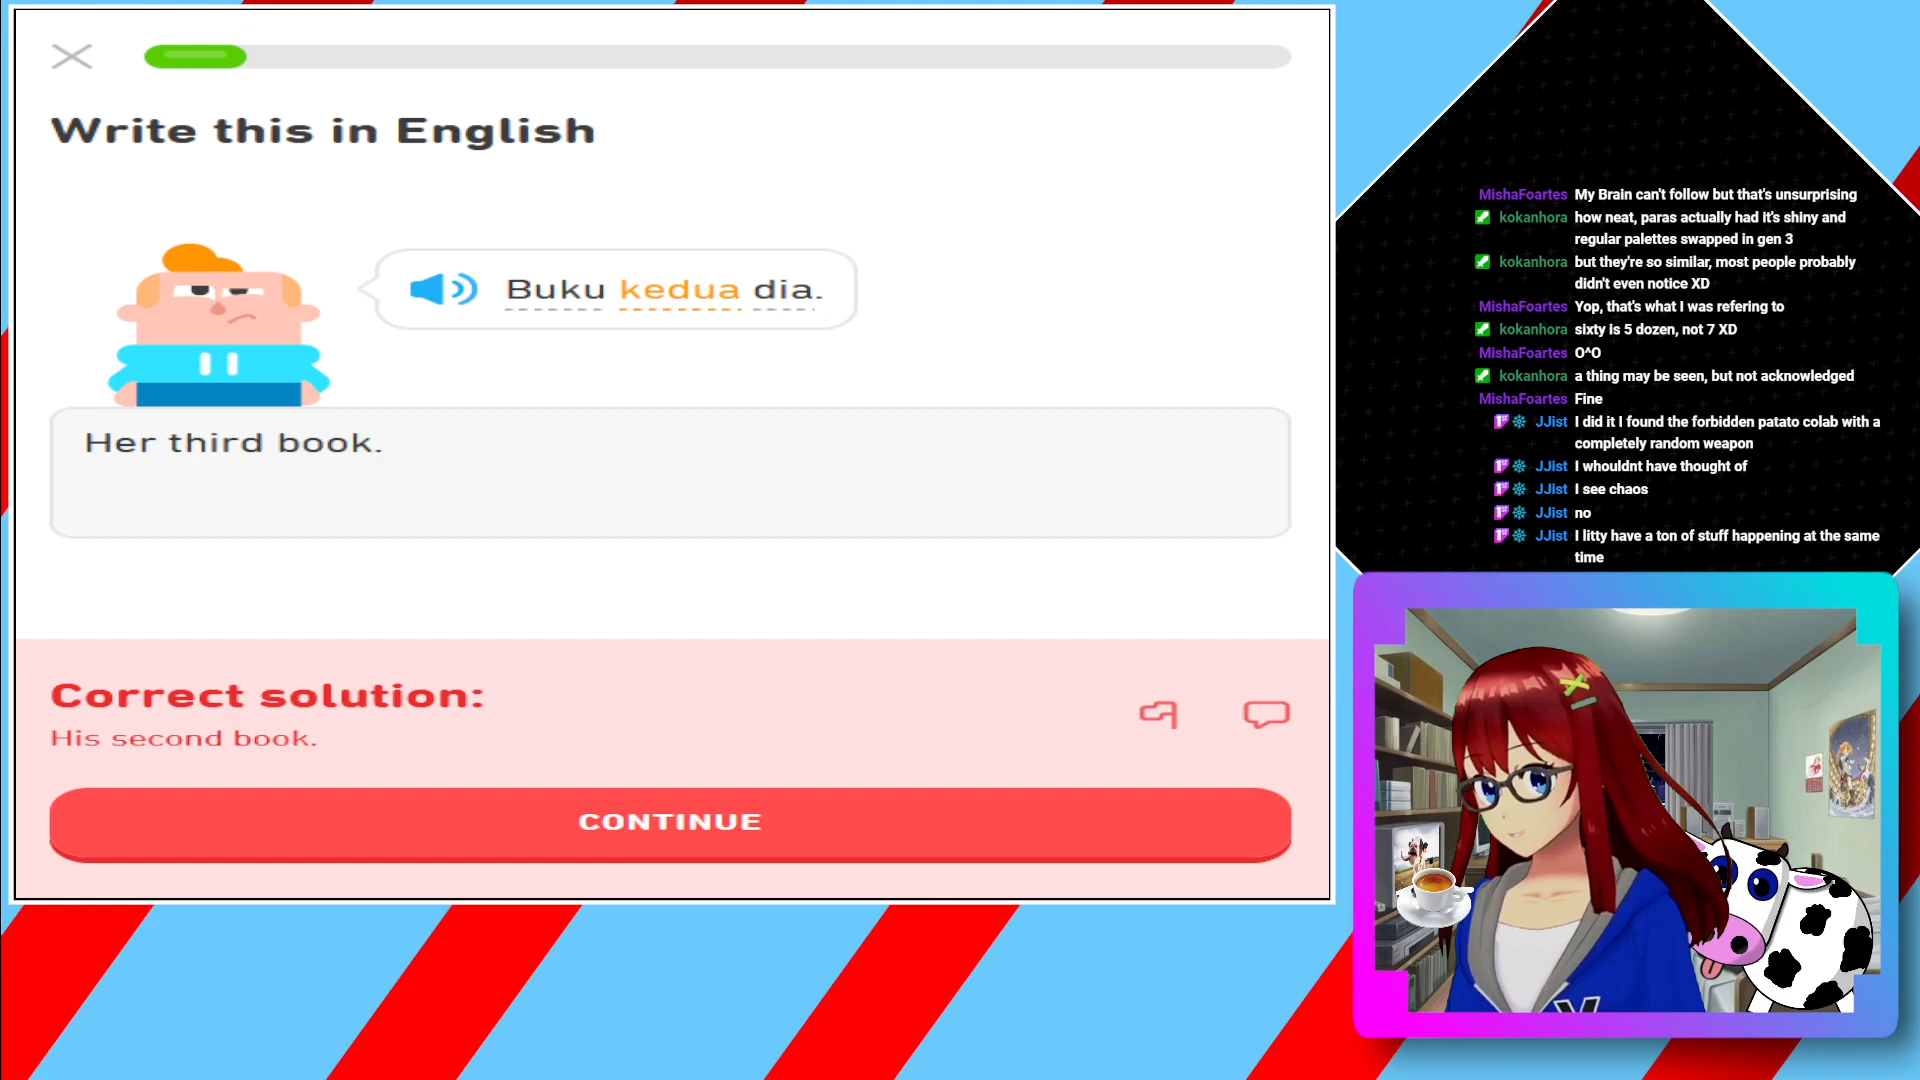 Write this in English
Buku kedua dia.
Her third book.
Correct solution:
His second book.
CONTINUE
MishaFoartes My Brain can't follow but that's unsurprising
kokanhora how neat, paras actually had it's shiny and
regular palettes swapped in gen 3
kokanhora but they're so similar, most people probably
didn't even notice XD
MishaFoartes Yop, that's what I was refering to
kokanhora sixty is 5 dozen, not 7 XD
MishaFoartes O^O
kokanhora a thing may be seen, but not acknowledged
MishaFoartes Fine
JJist I did it I found the forbidden patato colab with a
completely random weapon
JJist I whouldnt have thought of
JJist I see chaos
JJist no
JJist I litty have a ton of stuff happening at the same
time